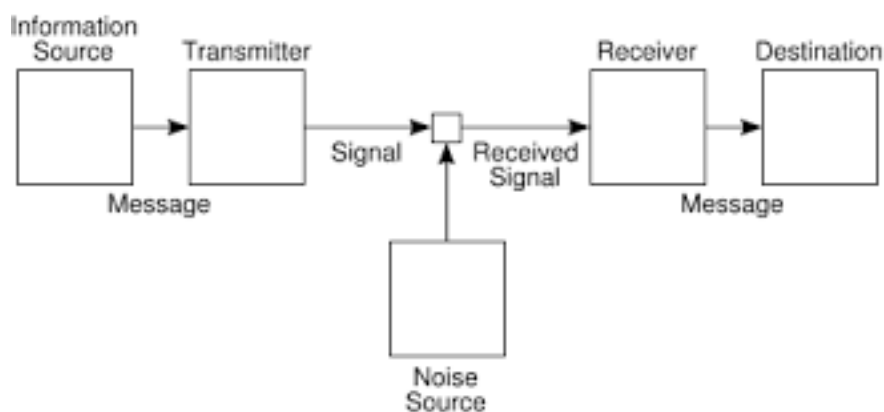 Information
Source
Transmitter
Receiver
Destination
Signal
Received
Signal
Message
Message
Noise
Source